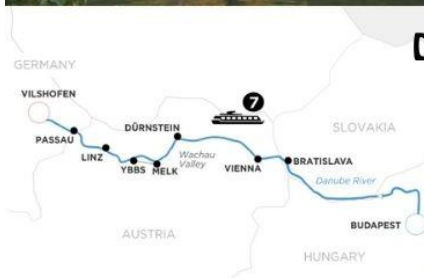 GERMANY
VILSHOFEN
PASSAU
LINZ
YBBS
MELK
DÜRNSTEIN
Wachau
Valley
7
VIENNA
SLOVAKIA
BRATISLAVA
Danube River
BUDAPEST
AUSTRIA
HUNGARY